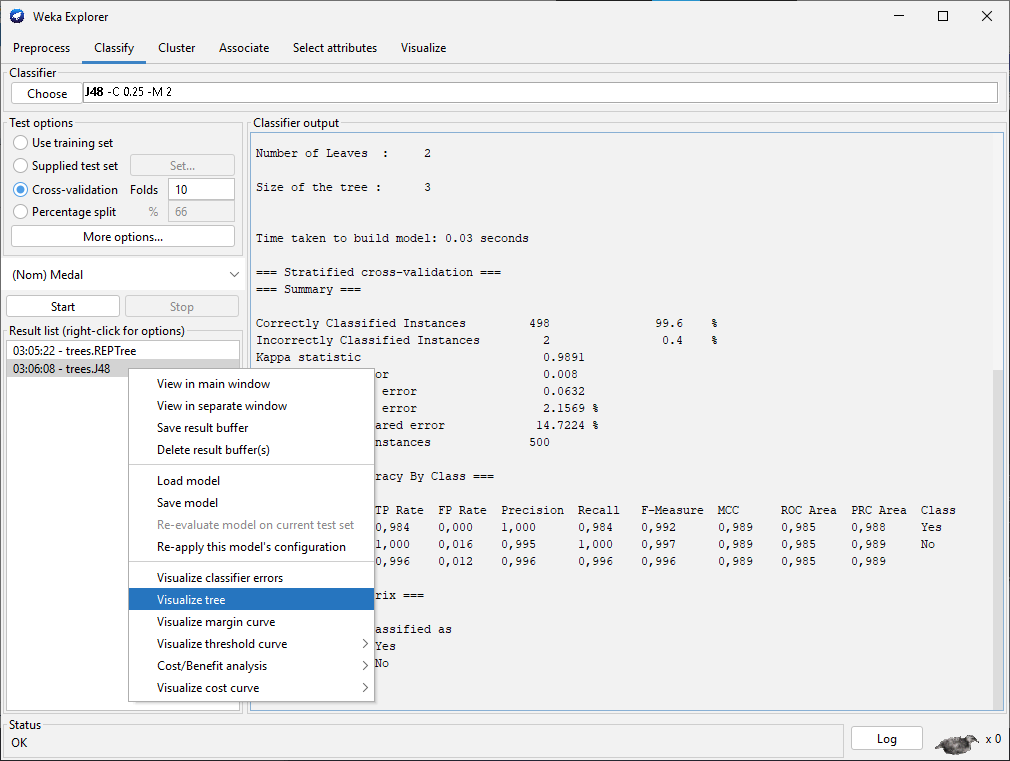 Weka Explorer
Preprocess Classify Cluster Associate Select attributes Visualize
Classifier
Choose J48 -C 0.25 -M 2
Test options
Use training set
Supplied test set Set...
Cross-validation Folds 10
Percentage split % 66
More options...
(Nom) Medal
Start Stop
Result list (right-click for options)
03:05:22 - trees.REPTree
03:06:08 - trees.J48
View in main window
View in separate window
Save result buffer
Delete result buffer(s)
Load model
Save model
Re-evaluate model on current test set
Re-apply this model's configuration
Visualize classifier errors
Visualize tree
Visualize margin curve
Visualize threshold curve
Cost/Benefit analysis
Visualize cost curve
Classifier output
Number of Leaves : 2
Size of the tree : 3
Time taken to build model: 0.03 seconds
=== Stratified cross-validation ===
=== Summary ===
Correctly Classified Instances 498 99.6 %
Incorrectly Classified Instances 2 0.4 %
Kappa statistic 0.9891
or 0.008
error 0.0632
error 2.1569 %
ared error 14.7224 %
nstances 500
racy By Class ===
TP Rate FP Rate Precision Recall F-Measure MCC ROC Area PRC Area Class
0,984 0,000 1,000 0,984 0,992 0,989 0,985 0,988 Yes
1,000 0,016 0,995 1,000 0,997 0,989 0,985 0,989 No
0,996 0,012 0,996 0,996 0,996 0,989 0,985 0,989
rix ===
assified as
Yes
No
Status
OK
Log x 0